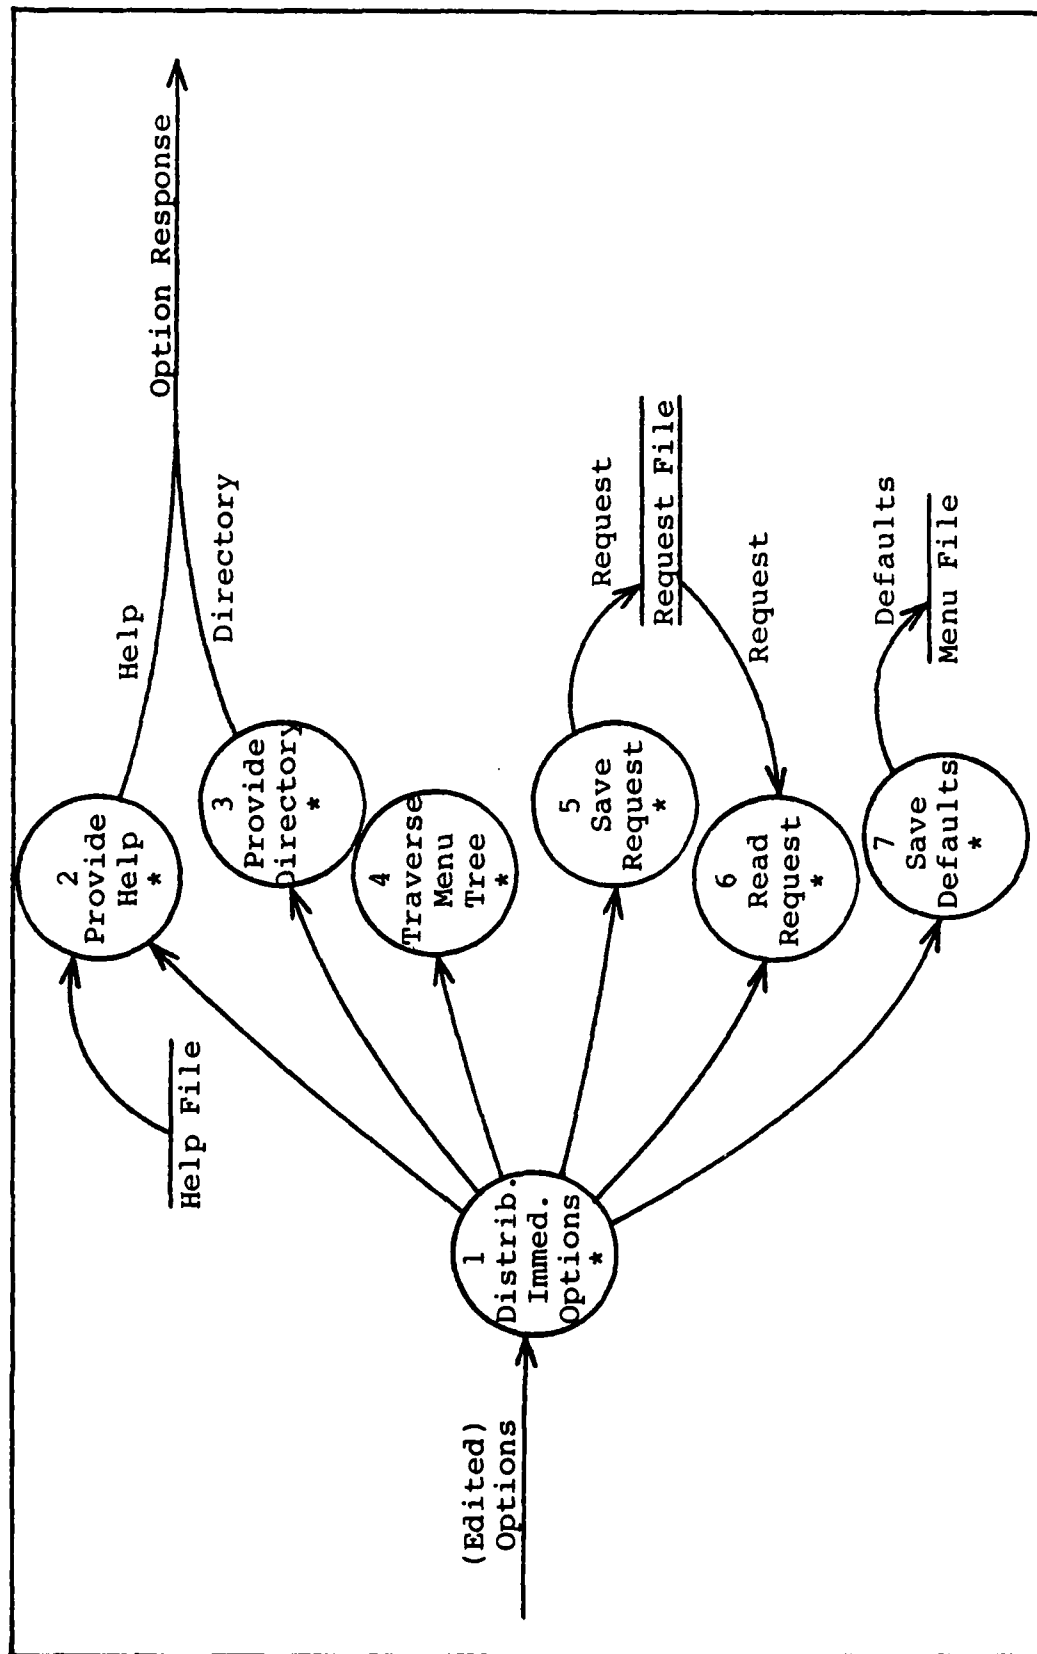 (Edited)
Options
1
Distrib.
Immed.
Options
*
Help File
2
Provide
Help
*
Help
3
Provide
Directory
*
Directory
Option Response
4
Traverse
Menu
Tree
*
5
Save
Request
*
Request
Request File
6
Read
Request
*
Request
7
Save
Defaults
*
Defaults
Menu File